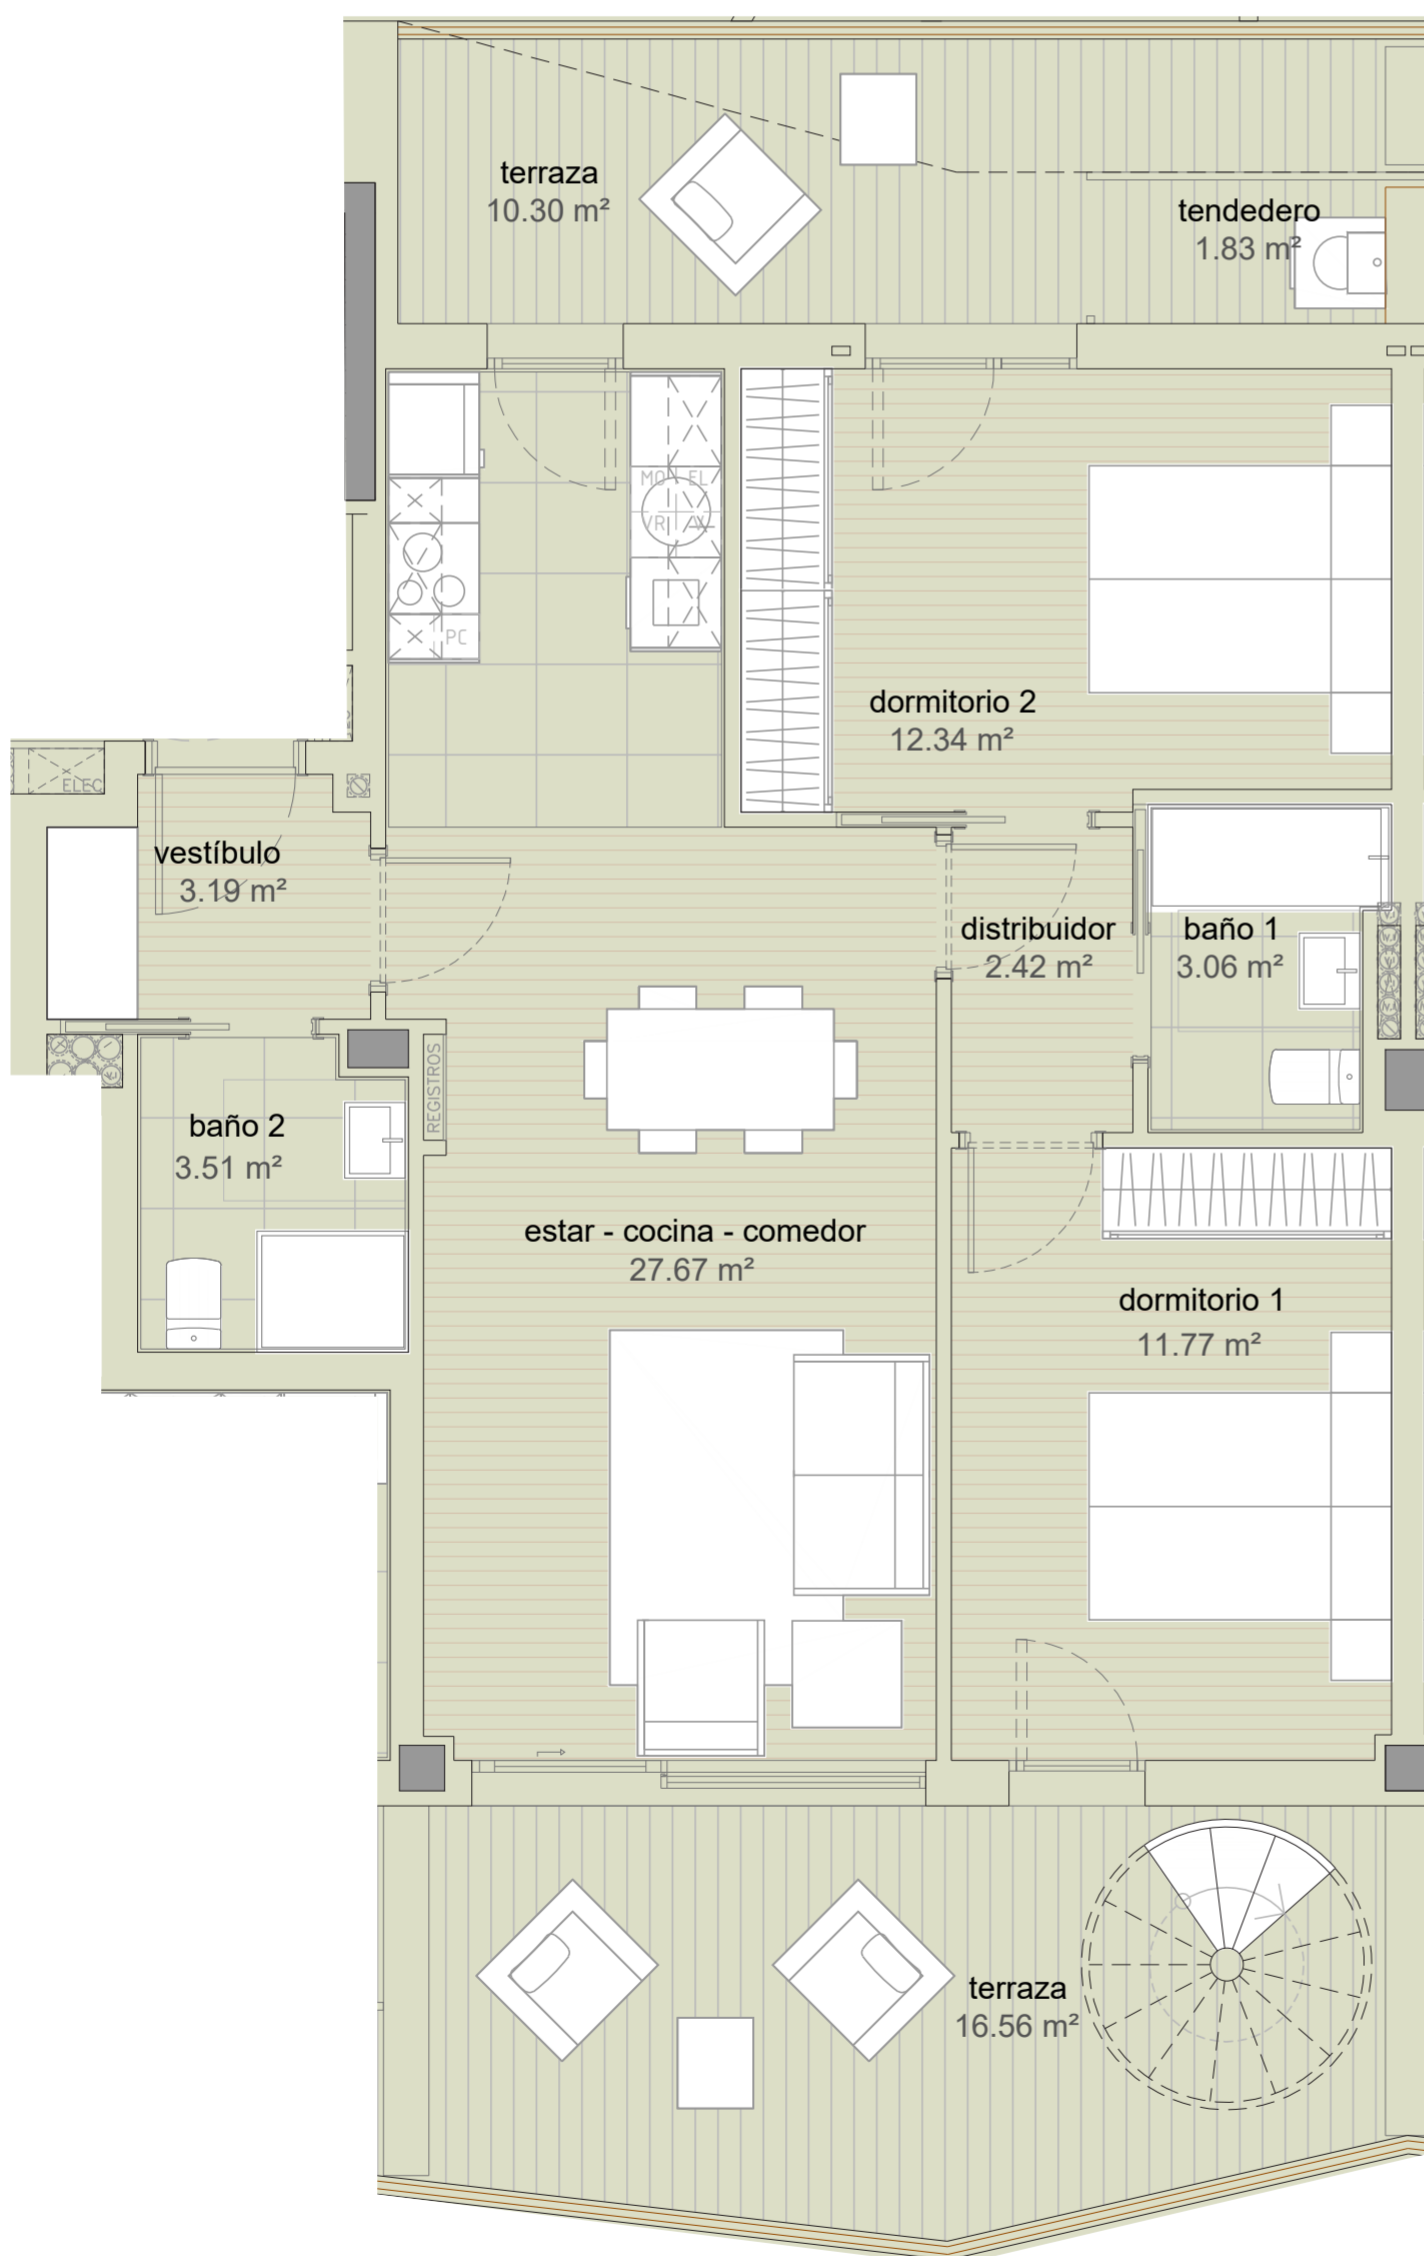 terraza
10.30 m²
tendedero
1.83 m²
MO EL
VR
PC
dormitorio 2
12.34 m²
ELEC
vestíbulo
3.19 m²
distribuidor
2.42 m²
baño 1
3.06 m²
REGISTROS
baño 2
3.51 m²
estar - cocina - comedor
27.67 m²
dormitorio 1
11.77 m²
terraza
16.56 m²